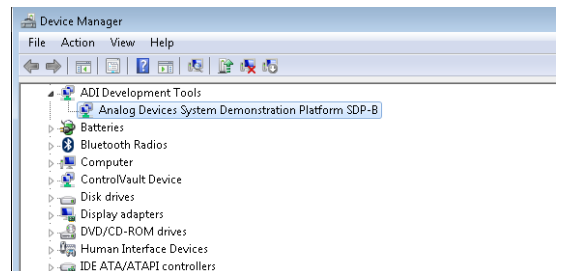 Device Manager
File Action View Help
ADI Development Tools
Analog Devices System Demonstration Platform SDP-B
Batteries
Bluetooth Radios
Computer
ControlVault Device
Disk drives
Display adapters
DVD/CD-ROM drives
Human Interface Devices
IDE ATA/ATAPI controllers